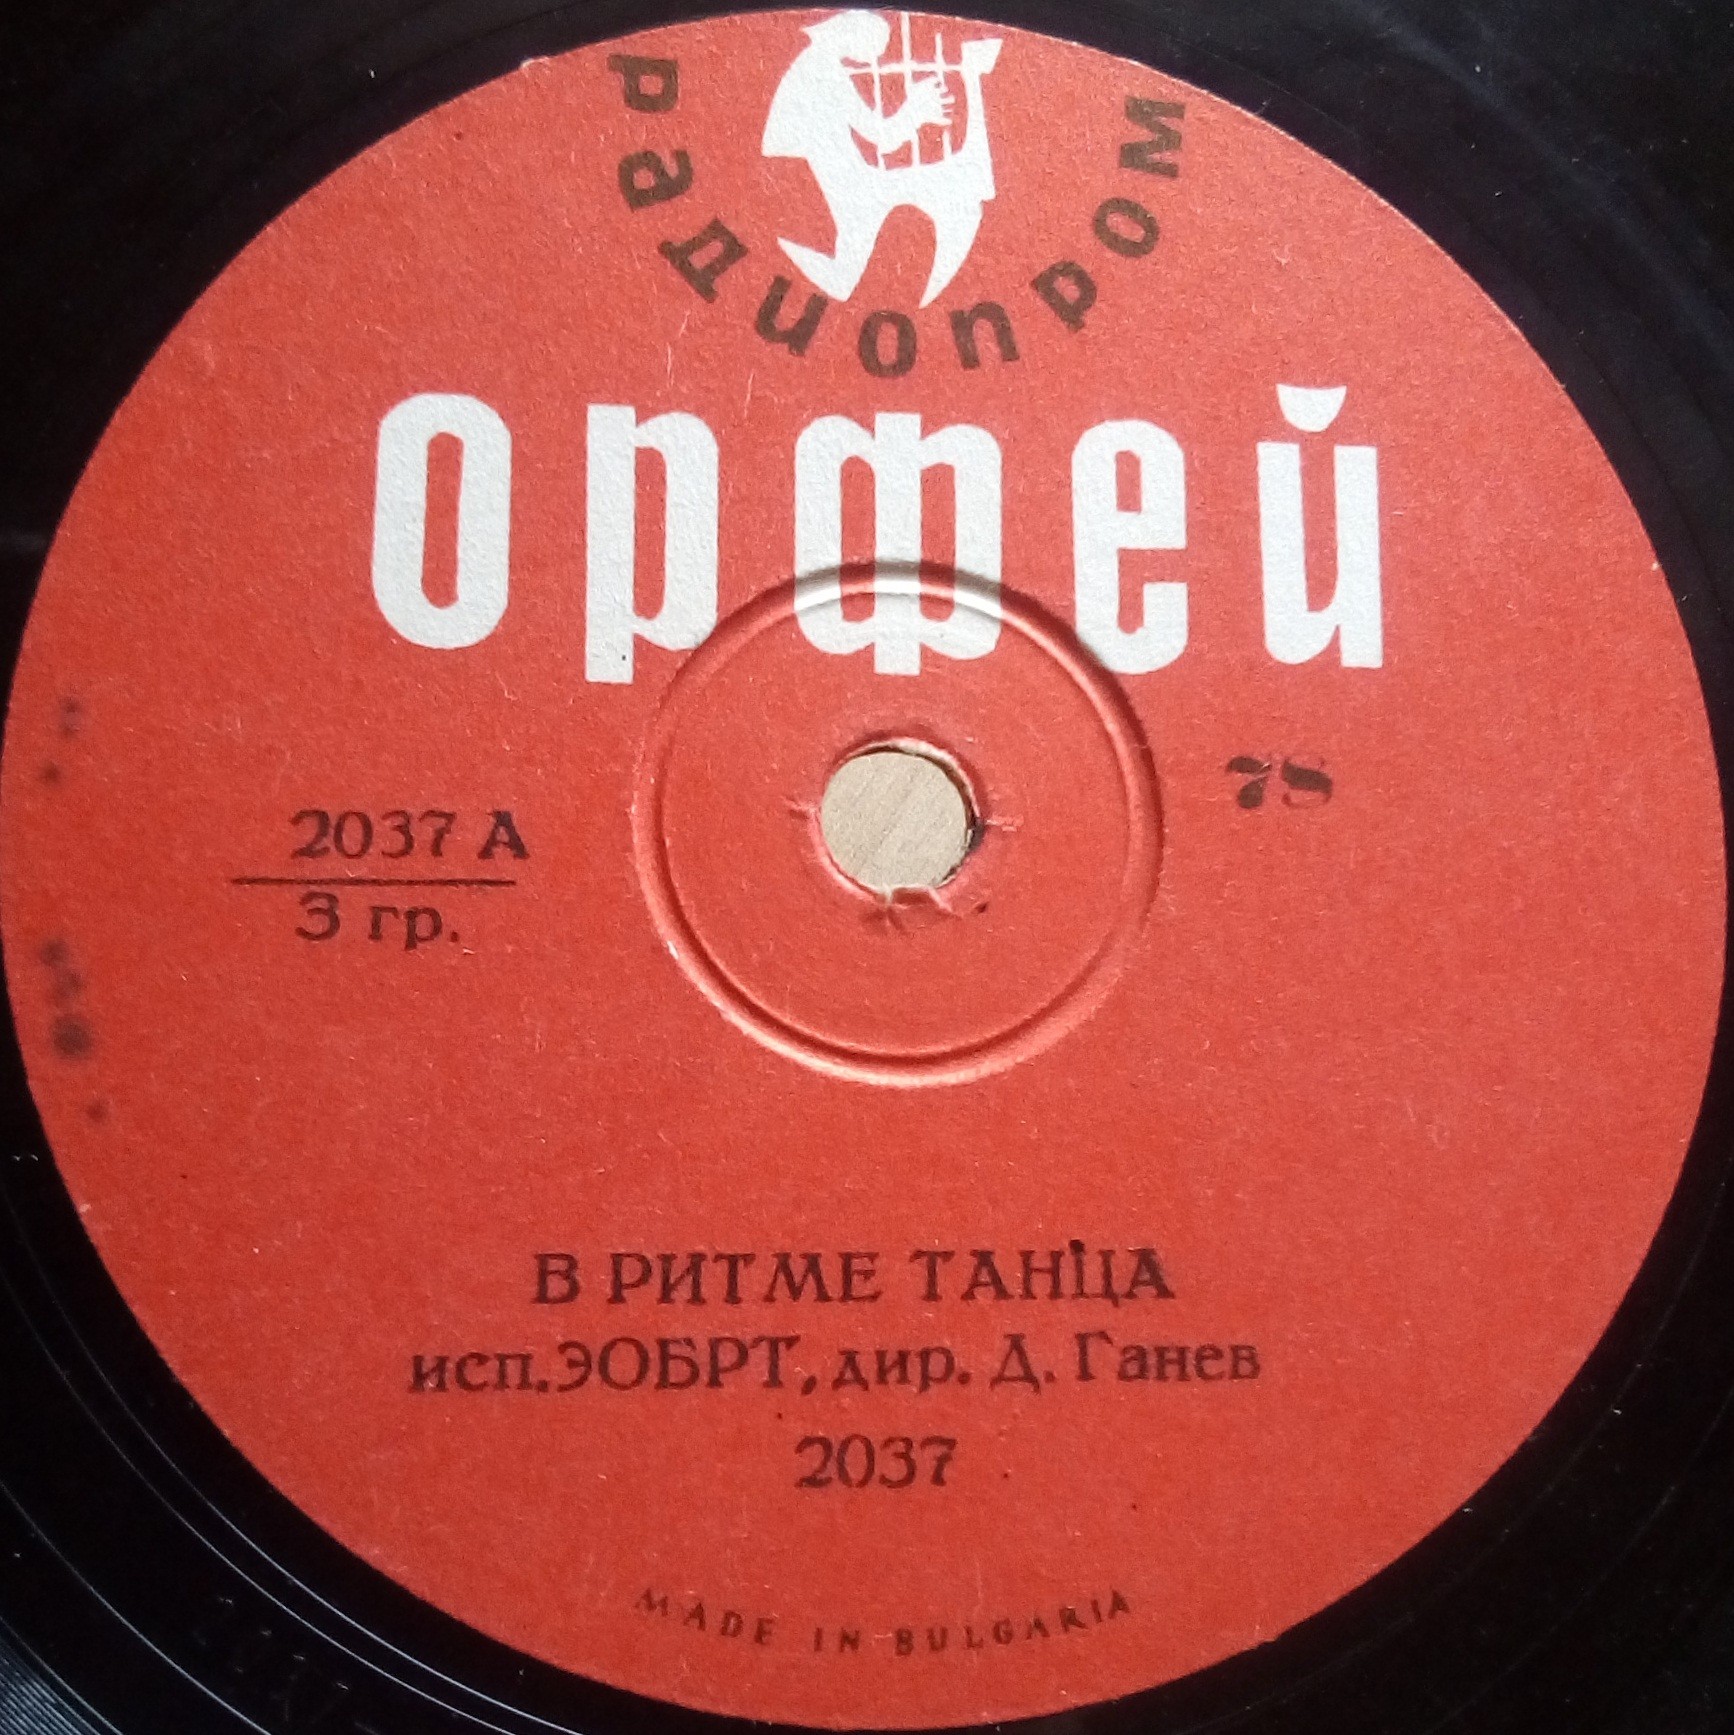 радиопром
орфей
78
2037 А
3 гр.
В РИТМЕ ТАНЦА
исп.ЭОБРТ, дир. Д. Ганев
2037
MADE IN BULGARIA